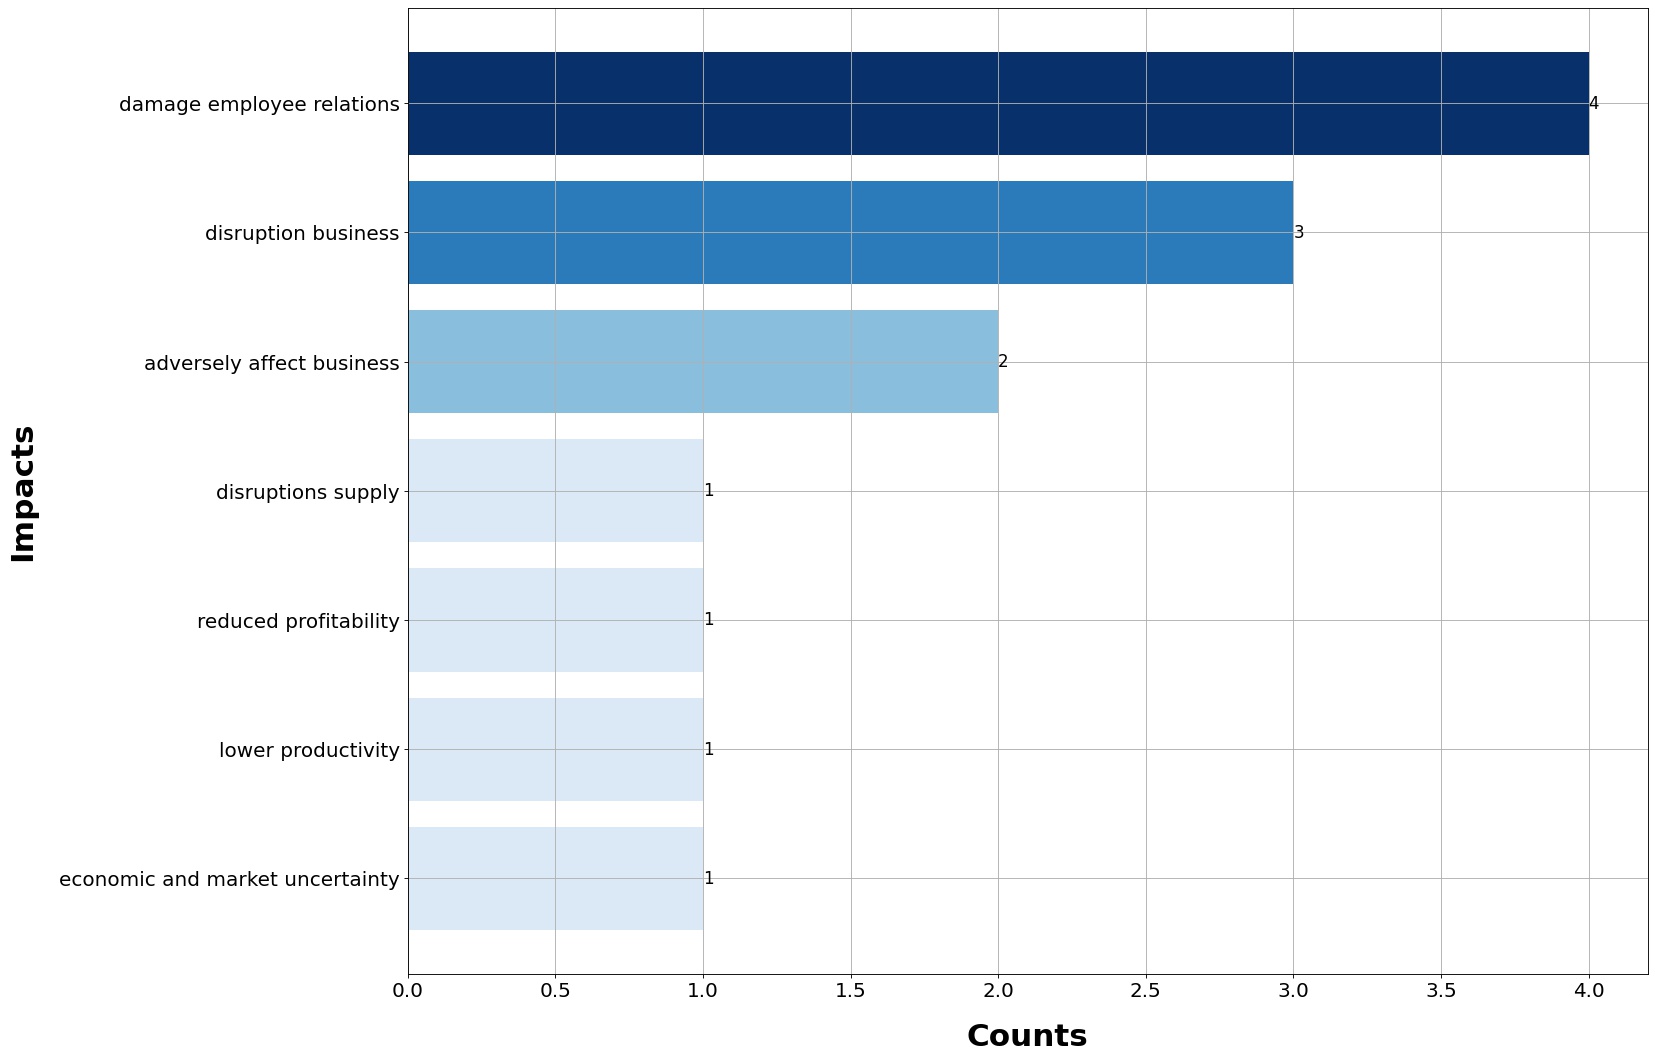 damage employee relations
4
disruption business
3
adversely affect business
2
disruptions supply
1
reduced profitability
1
lower productivity
1
economic and market uncertainty
1
Impacts
0.0 0.5 1.0 1.5 2.0 2.5 3.0 3.5 4.0
Counts